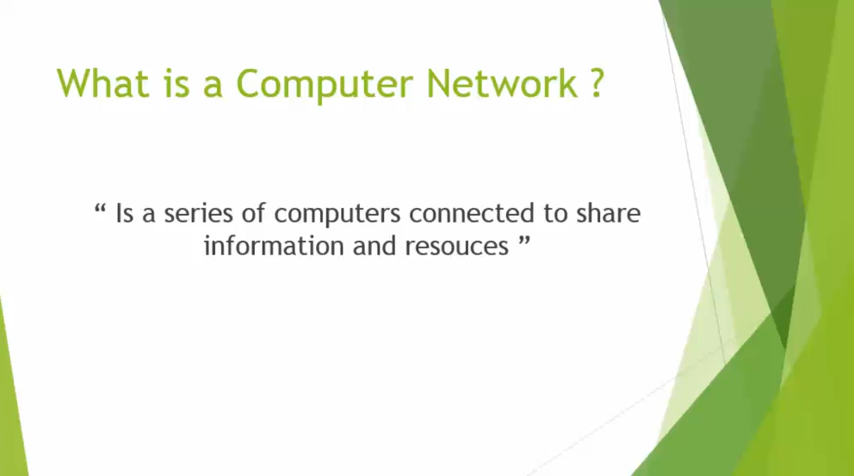 What is a Computer Network ?
“ Is a series of computers connected to share
information and resouces ”